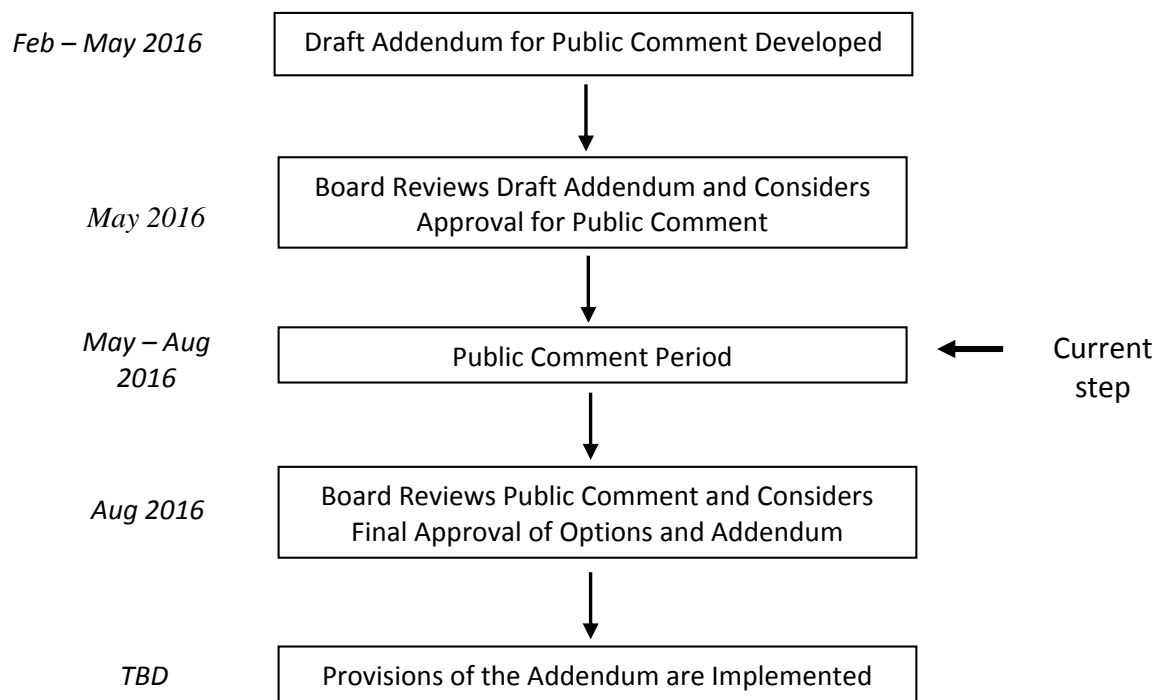 Feb – May 2016
Draft Addendum for Public Comment Developed
May 2016
Board Reviews Draft Addendum and Considers
Approval for Public Comment
May – Aug
2016
Public Comment Period
Current
step
Aug 2016
Board Reviews Public Comment and Considers
Final Approval of Options and Addendum
TBD
Provisions of the Addendum are Implemented